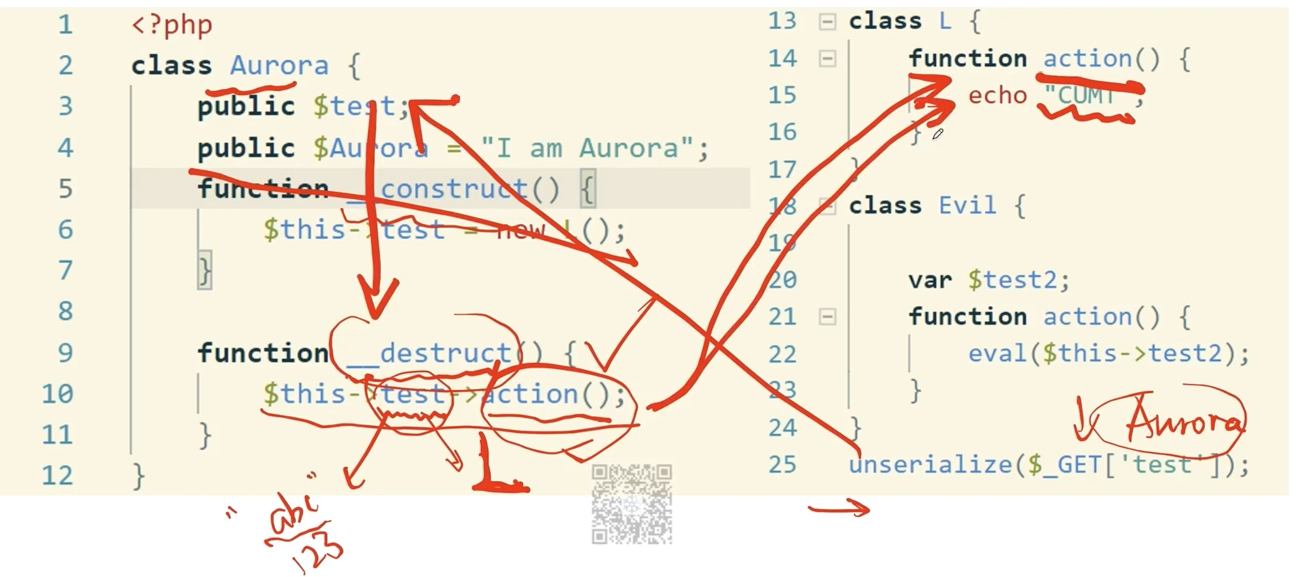 1 <?php
2 class Aurora {
3 public $test;
4 public $Aurora = "I am Aurora";
5 function __construct() {
6 $this->test = new L();
7 }
8
9 function __destruct() {
10 $this->test->action();
11 }
12 }
13 class L {
14 function action() {
15 echo "CUMT";
16 }
17 }
18 class Evil {
19
20 var $test2;
21 function action() {
22 eval($this->test2);
23 }
24 }
25 unserialize($_GET['test']);
Aurora
L
"abc"
123